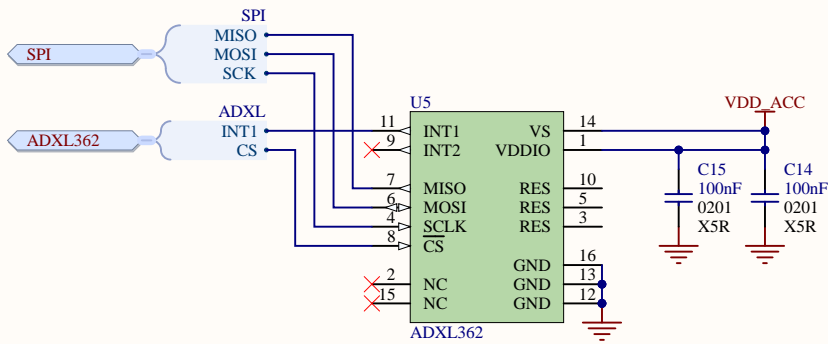 SPI
MISO
MOSI
SCK
SPI
ADXL
INT1
CS
ADXL362
U5
11 INT1 VS 14
9 INT2 VDDIO 1
7 MISO RES 10
6 MOSI RES 5
4 SCLK RES 3
8 CS
GND 16
2 NC GND 13
15 NC GND 12
ADXL362
VDD_ACC
C15
100nF
0201
X5R
C14
100nF
0201
X5R